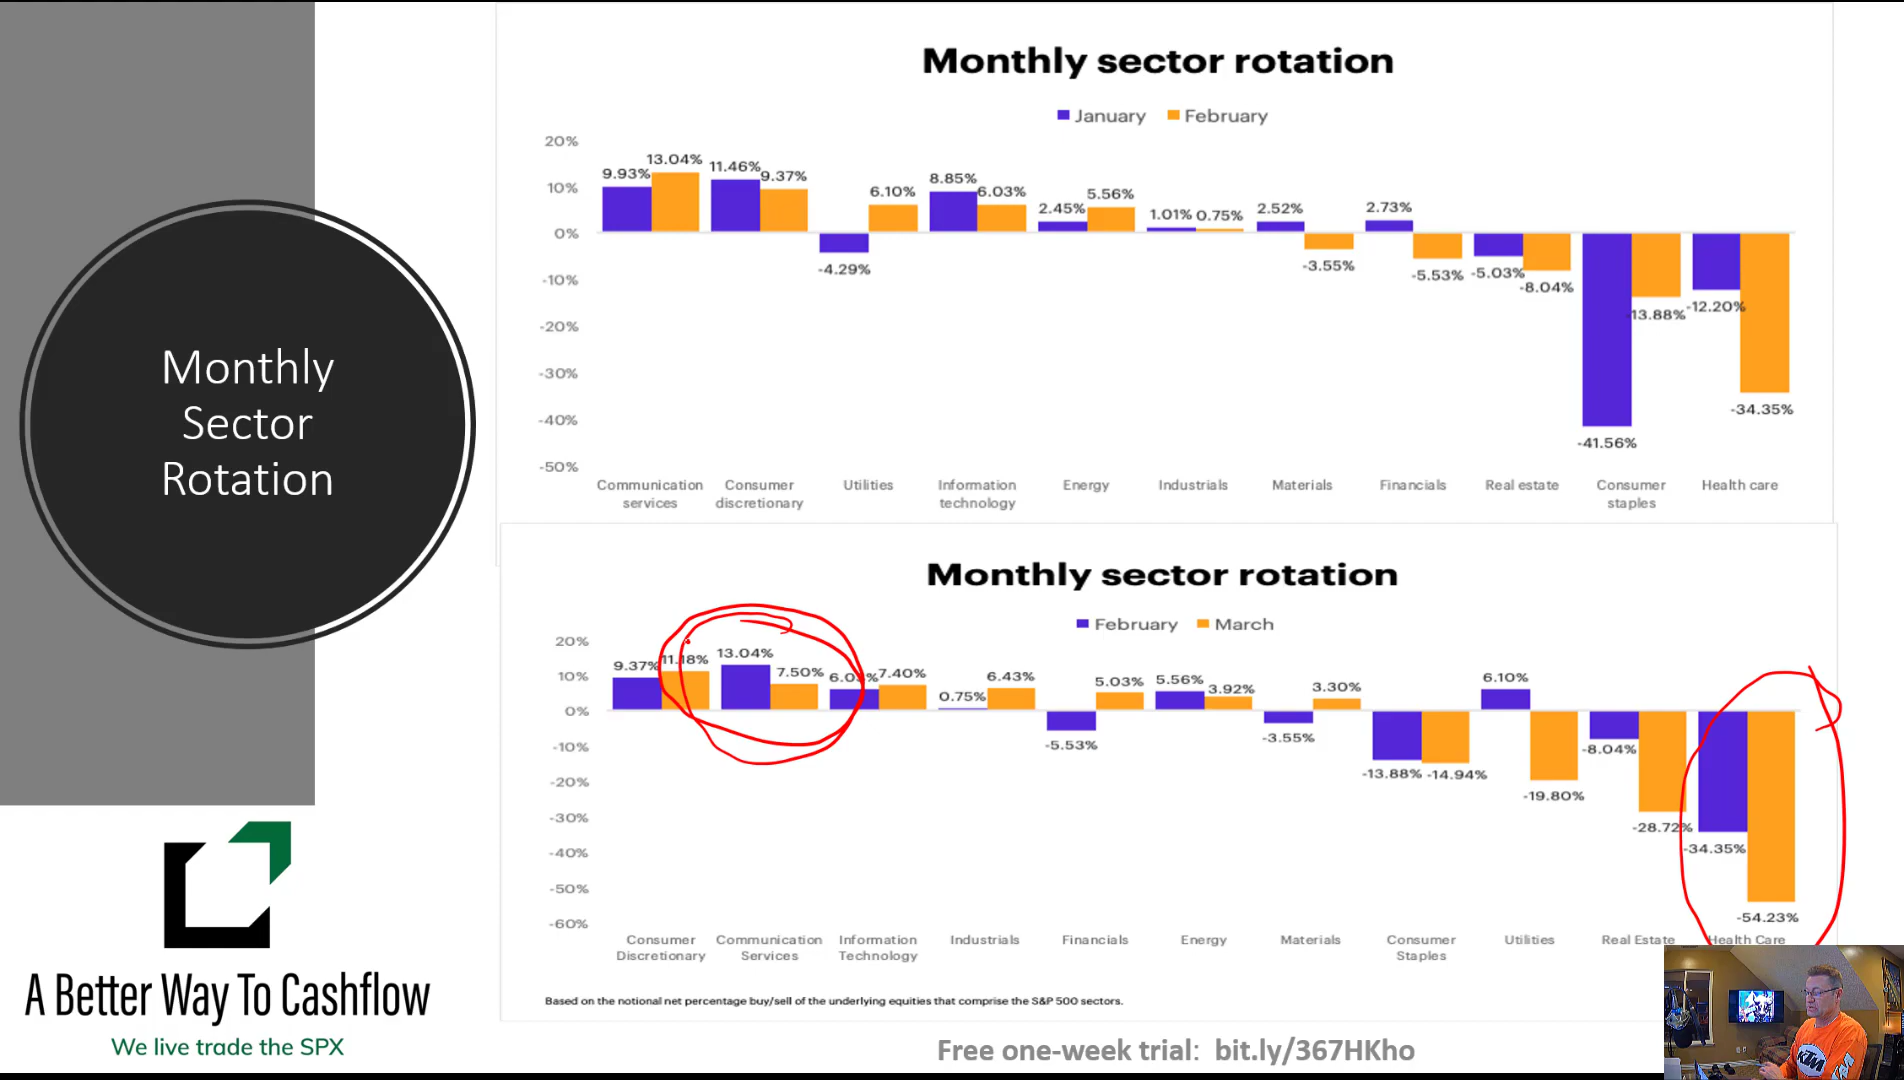 Monthly
Sector
Rotation
A Better Way To Cashflow
We live trade the SPX
Monthly sector rotation
January February
20%
10%
0%
-10%
-20%
-30%
-40%
-50%
9.93% 13.04% 11.46% 9.37% -4.29% 6.10% 8.85% 6.03% 2.45% 5.56% 1.01% 0.75% 2.52% -3.55% 2.73% -5.53% -5.03% -8.04% -41.56% -13.88% -12.20% -34.35%
Communication services
Consumer discretionary
Utilities
Information technology
Energy
Industrials
Materials
Financials
Real estate
Consumer staples
Health care
Monthly sector rotation
February March
20%
10%
0%
-10%
-20%
-30%
-40%
-50%
-60%
9.37% 11.18% 13.04% 7.50% 7.40% 0.75% 6.43% -5.53% 5.03% 5.56% 3.92% -3.55% 3.30% -13.88% -14.94% 6.10% -19.80% -8.04% -28.72% -34.35% -54.23%
Consumer Discretionary
Communication Services
Information Technology
Industrials
Financials
Energy
Materials
Consumer Staples
Utilities
Real Estate
Health Care
Based on the notional net percentage buy/sell of the underlying equities that comprise the S&P 500 sectors.
Free one-week trial: bit.ly/367HKho
KTM